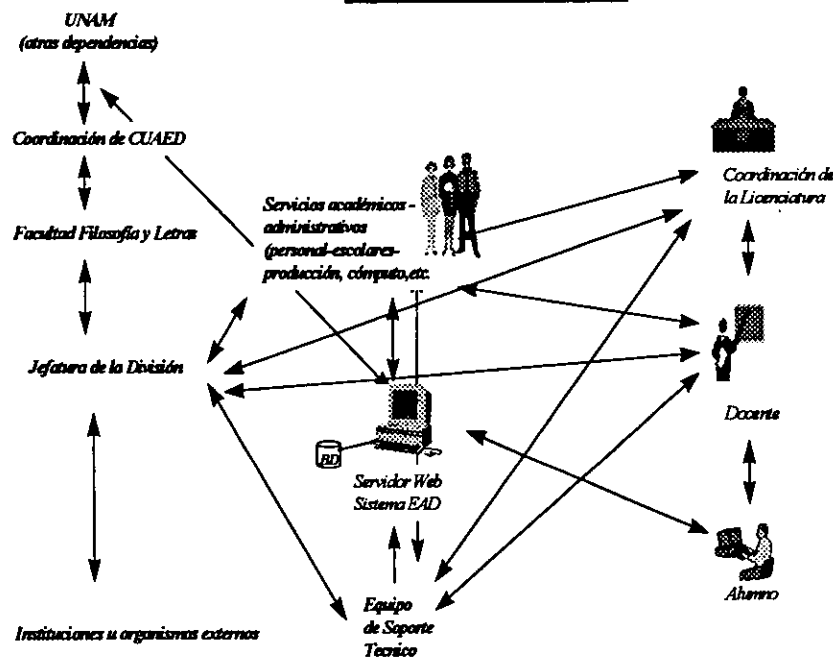 UNAM
(otras dependencias)
Coordinación de CUAED
Facultad Filosofía y Letras
Jefatura de la División
Instituciones u organismos externos
Servicios académicos -
administrativos
(personal-escolares-
producción, cómputo,etc.
BD
Servidor Web
Sistema EAD
Equipo
de Soporte
Tecnico
Coordinación de
la Licenciatura
Docente
Alumno